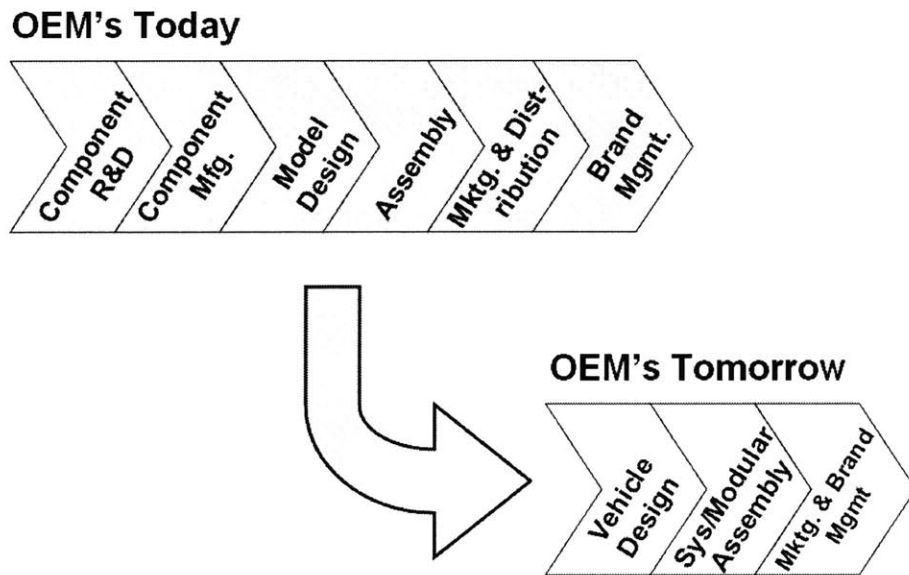 OEM's Today
Component
R&D
Component
Mfg.
Model
Design
Assembly
Mktg. & Dist-
ribution
Brand
Mgmt.
OEM's Tomorrow
Vehicle
Design
Sys/Modular
Assembly
Mktg. & Brand
Mgmt